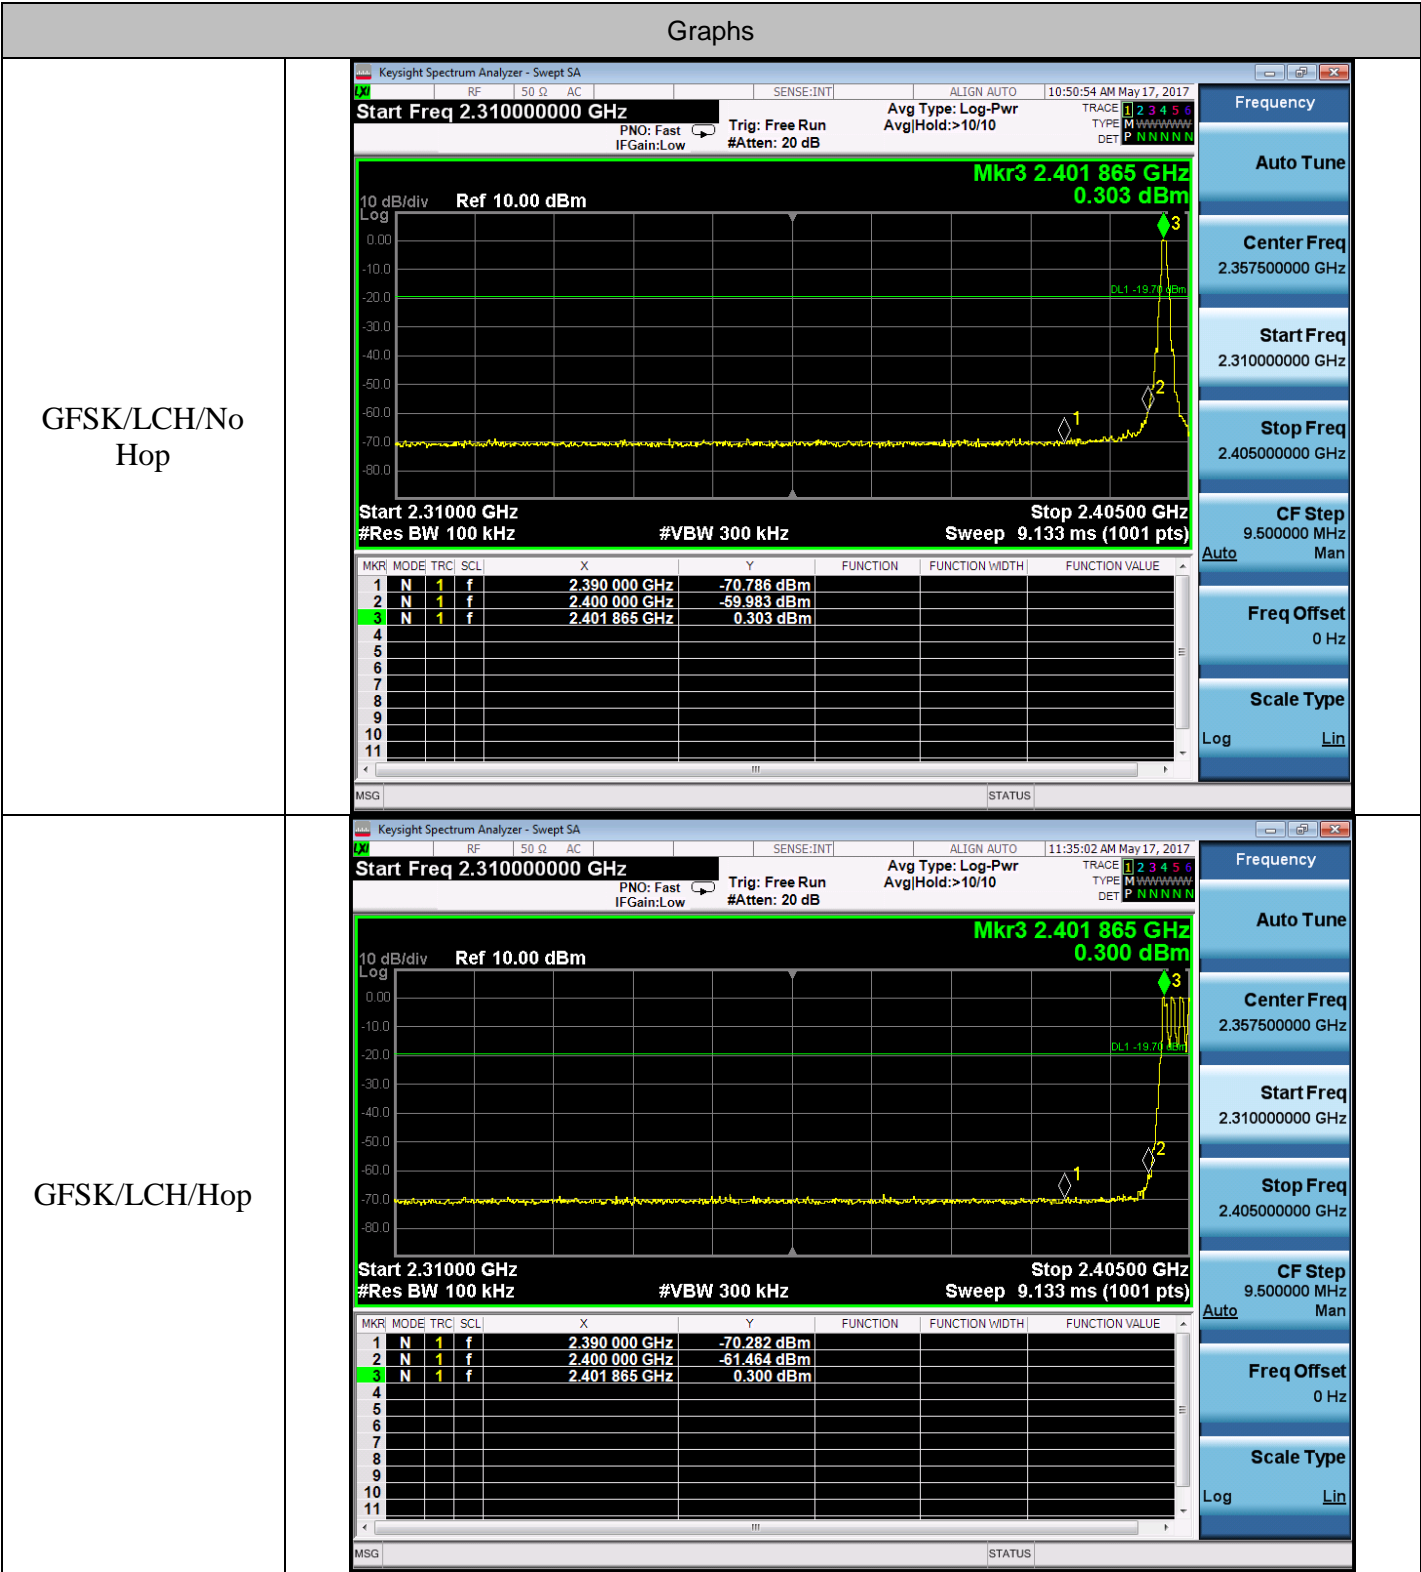 Graphs
GFSK/LCH/No
Hop
Keysight Spectrum Analyzer - Swept SA
LXI RF 50 Ω AC SENSE:INT ALIGN AUTO 10:50:54 AM May 17, 2017
Start Freq 2.310000000 GHz
PNO: Fast
IFGain:Low
Trig: Free Run
#Atten: 20 dB
Avg Type: Log-Pwr
Avg|Hold:>10/10
TRACE 1 2 3 4 5 6
TYPE M WWWWW
DET P N N N N N
Mkr3 2.401 865 GHz
0.303 dBm
10 dB/div Ref 10.00 dBm
Log
0.00
-10.0
-20.0
-30.0
-40.0
-50.0
-60.0
-70.0
-80.0
DL1 -19.70 dBm
1
2
3
Start 2.31000 GHz Stop 2.40500 GHz
#Res BW 100 kHz #VBW 300 kHz Sweep 9.133 ms (1001 pts)
MKR MODE TRC SCL X Y FUNCTION FUNCTION WIDTH FUNCTION VALUE
1 N 1 f 2.390 000 GHz -70.786 dBm
2 N 1 f 2.400 000 GHz -59.983 dBm
3 N 1 f 2.401 865 GHz 0.303 dBm
4
5
6
7
8
9
10
11
MSG STATUS
Frequency
Auto Tune
Center Freq
2.357500000 GHz
Start Freq
2.310000000 GHz
Stop Freq
2.405000000 GHz
CF Step
9.500000 MHz
Auto Man
Freq Offset
0 Hz
Scale Type
Log Lin
GFSK/LCH/Hop
Keysight Spectrum Analyzer - Swept SA
LXI RF 50 Ω AC SENSE:INT ALIGN AUTO 11:35:02 AM May 17, 2017
Start Freq 2.310000000 GHz
PNO: Fast
IFGain:Low
Trig: Free Run
#Atten: 20 dB
Avg Type: Log-Pwr
Avg|Hold:>10/10
TRACE 1 2 3 4 5 6
TYPE M WWWWW
DET P N N N N N
Mkr3 2.401 865 GHz
0.300 dBm
10 dB/div Ref 10.00 dBm
Log
0.00
-10.0
-20.0
-30.0
-40.0
-50.0
-60.0
-70.0
-80.0
DL1 -19.70 dBm
1
2
3
Start 2.31000 GHz Stop 2.40500 GHz
#Res BW 100 kHz #VBW 300 kHz Sweep 9.133 ms (1001 pts)
MKR MODE TRC SCL X Y FUNCTION FUNCTION WIDTH FUNCTION VALUE
1 N 1 f 2.390 000 GHz -70.282 dBm
2 N 1 f 2.400 000 GHz -61.464 dBm
3 N 1 f 2.401 865 GHz 0.300 dBm
4
5
6
7
8
9
10
11
MSG STATUS
Frequency
Auto Tune
Center Freq
2.357500000 GHz
Start Freq
2.310000000 GHz
Stop Freq
2.405000000 GHz
CF Step
9.500000 MHz
Auto Man
Freq Offset
0 Hz
Scale Type
Log Lin